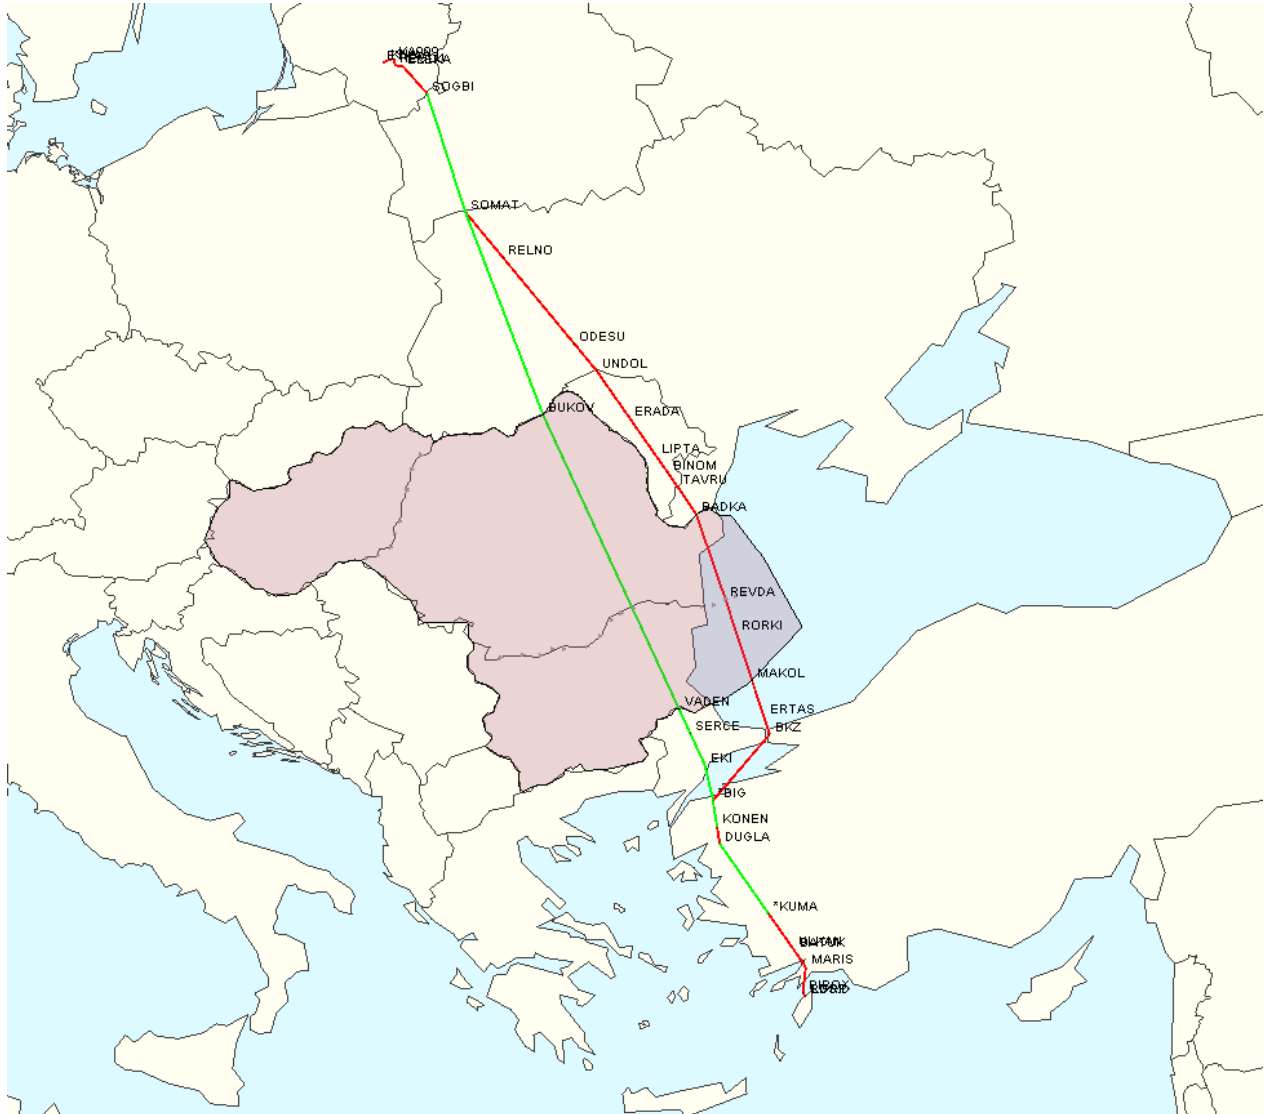 SOGBI
SOMAT
RELNO
ODESU
UNDOL
BUKOV
ERADA
LIPTA
BINOM
TAVRU
BADKA
REVDA
RORKI
MAKOL
VADEN
ERTAS
SERCE
BKZ
EKI
*BIG
KONEN
DUGLA
*KUMA
MARIS